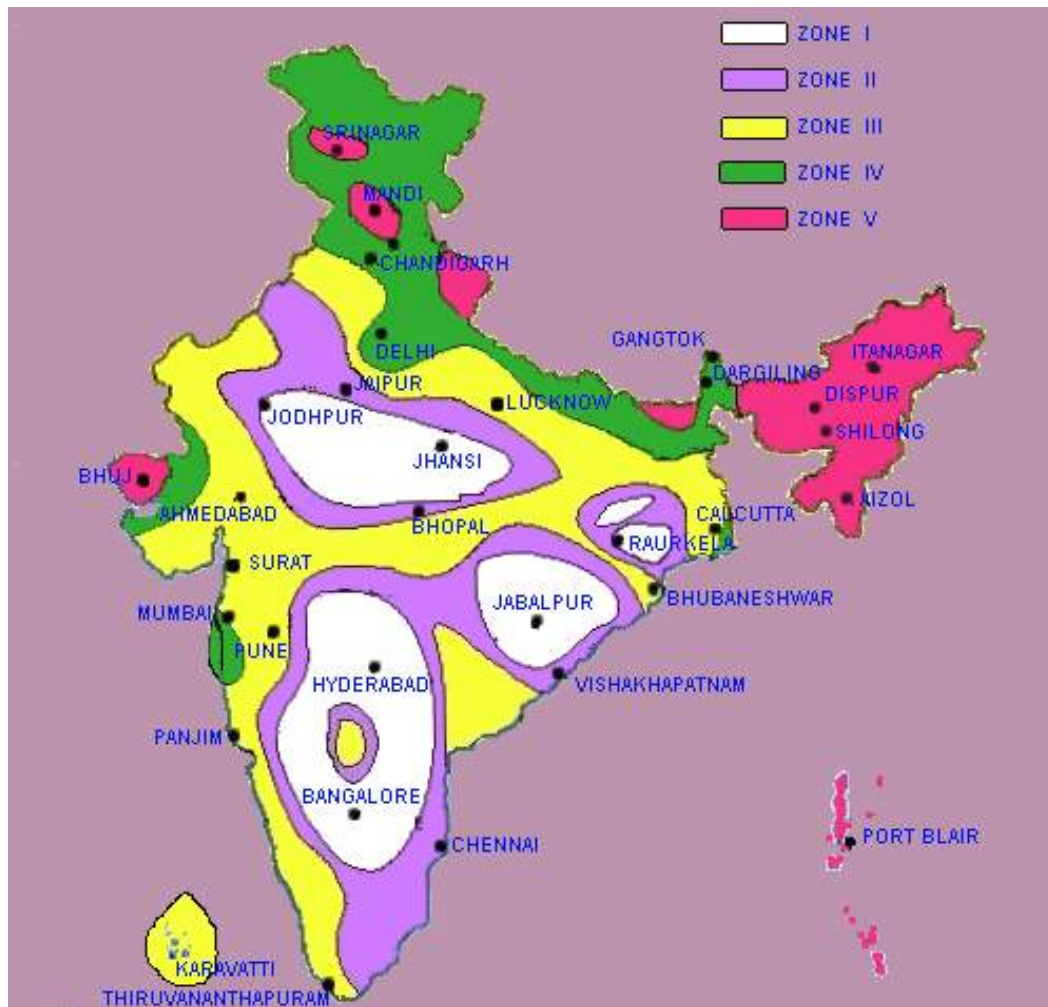 ZONE I
ZONE II
ZONE III
ZONE IV
ZONE V
SRINAGAR
MANDI
CHANDIGARH
DELHI
GANGTOK
DARGILING
ITANAGAR
DISPUR
SHILONG
AIZOL
JAIPUR
LUCKNOW
JODHPUR
JHANSI
BHUJ
AHMEDABAD
BHOPAL
CALCUTTA
RAURKELA
SURAT
BHUBANESHWAR
JABALPUR
MUMBAI
PUNE
HYDERABAD
VISHAKHAPATNAM
PANJIM
BANGALORE
CHENNAI
PORT BLAIR
KARAVATTI
THIRUVANANTHAPURAM